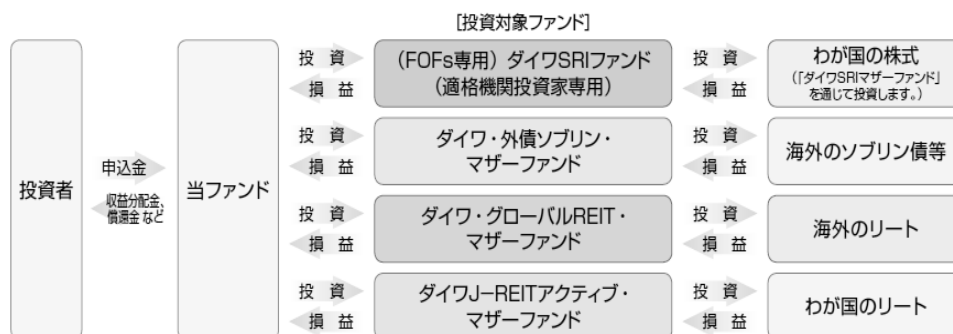 [投資対象ファンド]
投資者
申込金
収益分配金、
償還金 など
当ファンド
投 資
損 益
(FOFs専用) ダイワSRIファンド
(適格機関投資家専用)
投 資
損 益
わが国の株式
(「ダイワSRIマザーファンド」
を通じて投資します。)
投 資
損 益
ダイワ・外債ソブリン・
マザーファンド
投 資
損 益
海外のソブリン債等
投 資
損 益
ダイワ・グローバルREIT・
マザーファンド
投 資
損 益
海外のリート
投 資
損 益
ダイワJ-REITアクティブ・
マザーファンド
投 資
損 益
わが国のリート